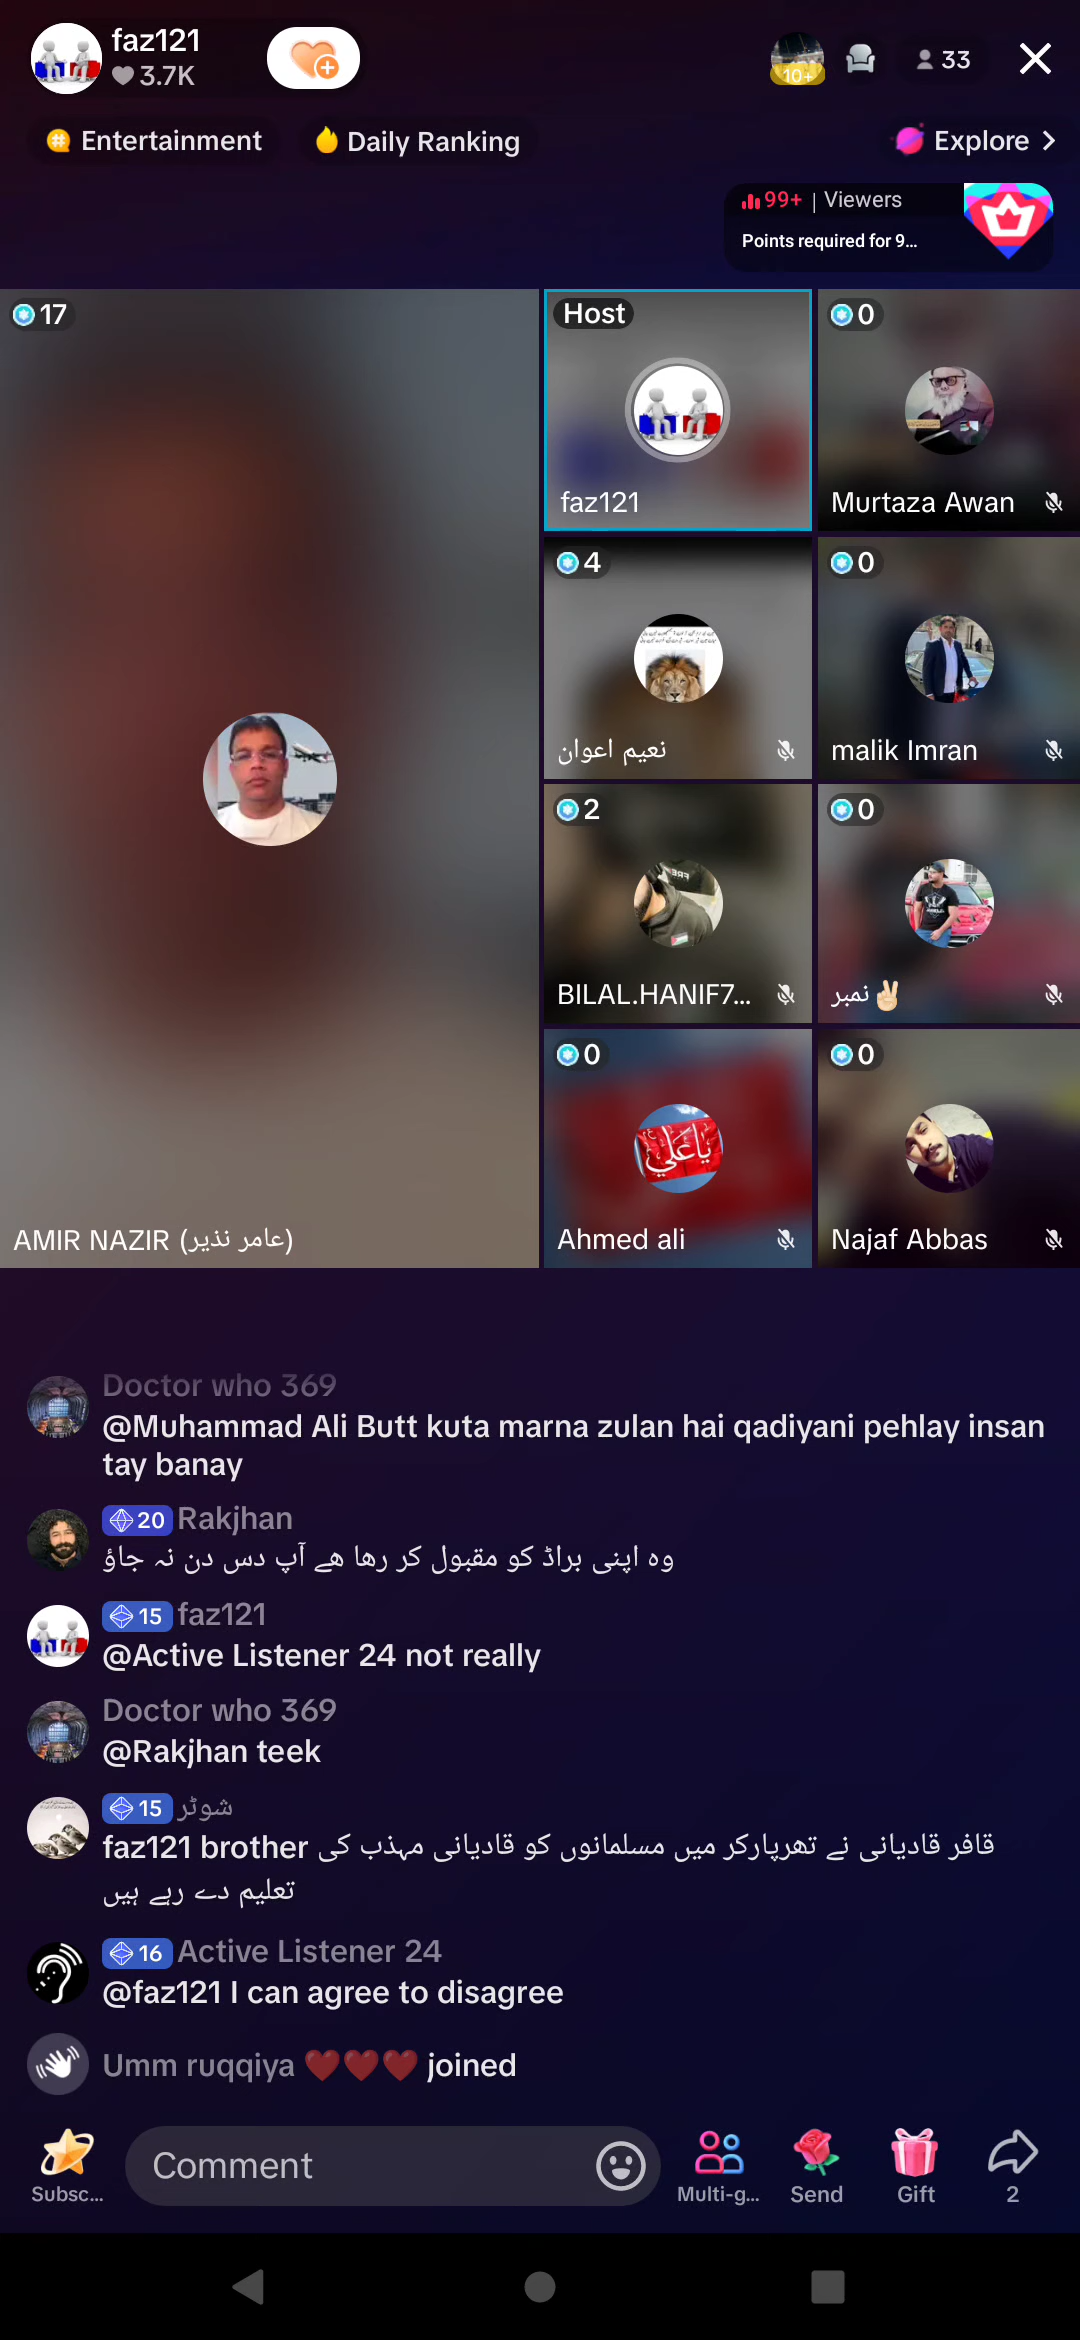 faz121
3.7K
10+
33
Entertainment
Daily Ranking
Explore
99+ | Viewers
Points required for 9...
17
Host
faz121
0
Murtaza Awan
4
نعیم اعوان
0
malik Imran
2
BILAL.HANIF7...
0
نمبر✌🏻
AMIR NAZIR (عامر نذیر)
0
يا علي
Ahmed ali
0
Najaf Abbas
Doctor who 369
@Muhammad Ali Butt kuta marna zulan hai qadiyani pehlay insan
tay banay
20 Rakjhan
وہ اپنی براڈ کو مقبول کر رھا ھے آپ دس دن نہ جاؤ
15 faz121
@Active Listener 24 not really
Doctor who 369
@Rakjhan teek
15 شوٹر
faz121 brother قافر قادیانی نے تھرپارکر میں مسلمانوں کو قادیانی مہذب کی
تعلیم دے رہے ہیں
16 Active Listener 24
@faz121 I can agree to disagree
Umm ruqqiya ❤️❤️❤️ joined
Subsc...
Comment
Multi-g...
Send
Gift
2